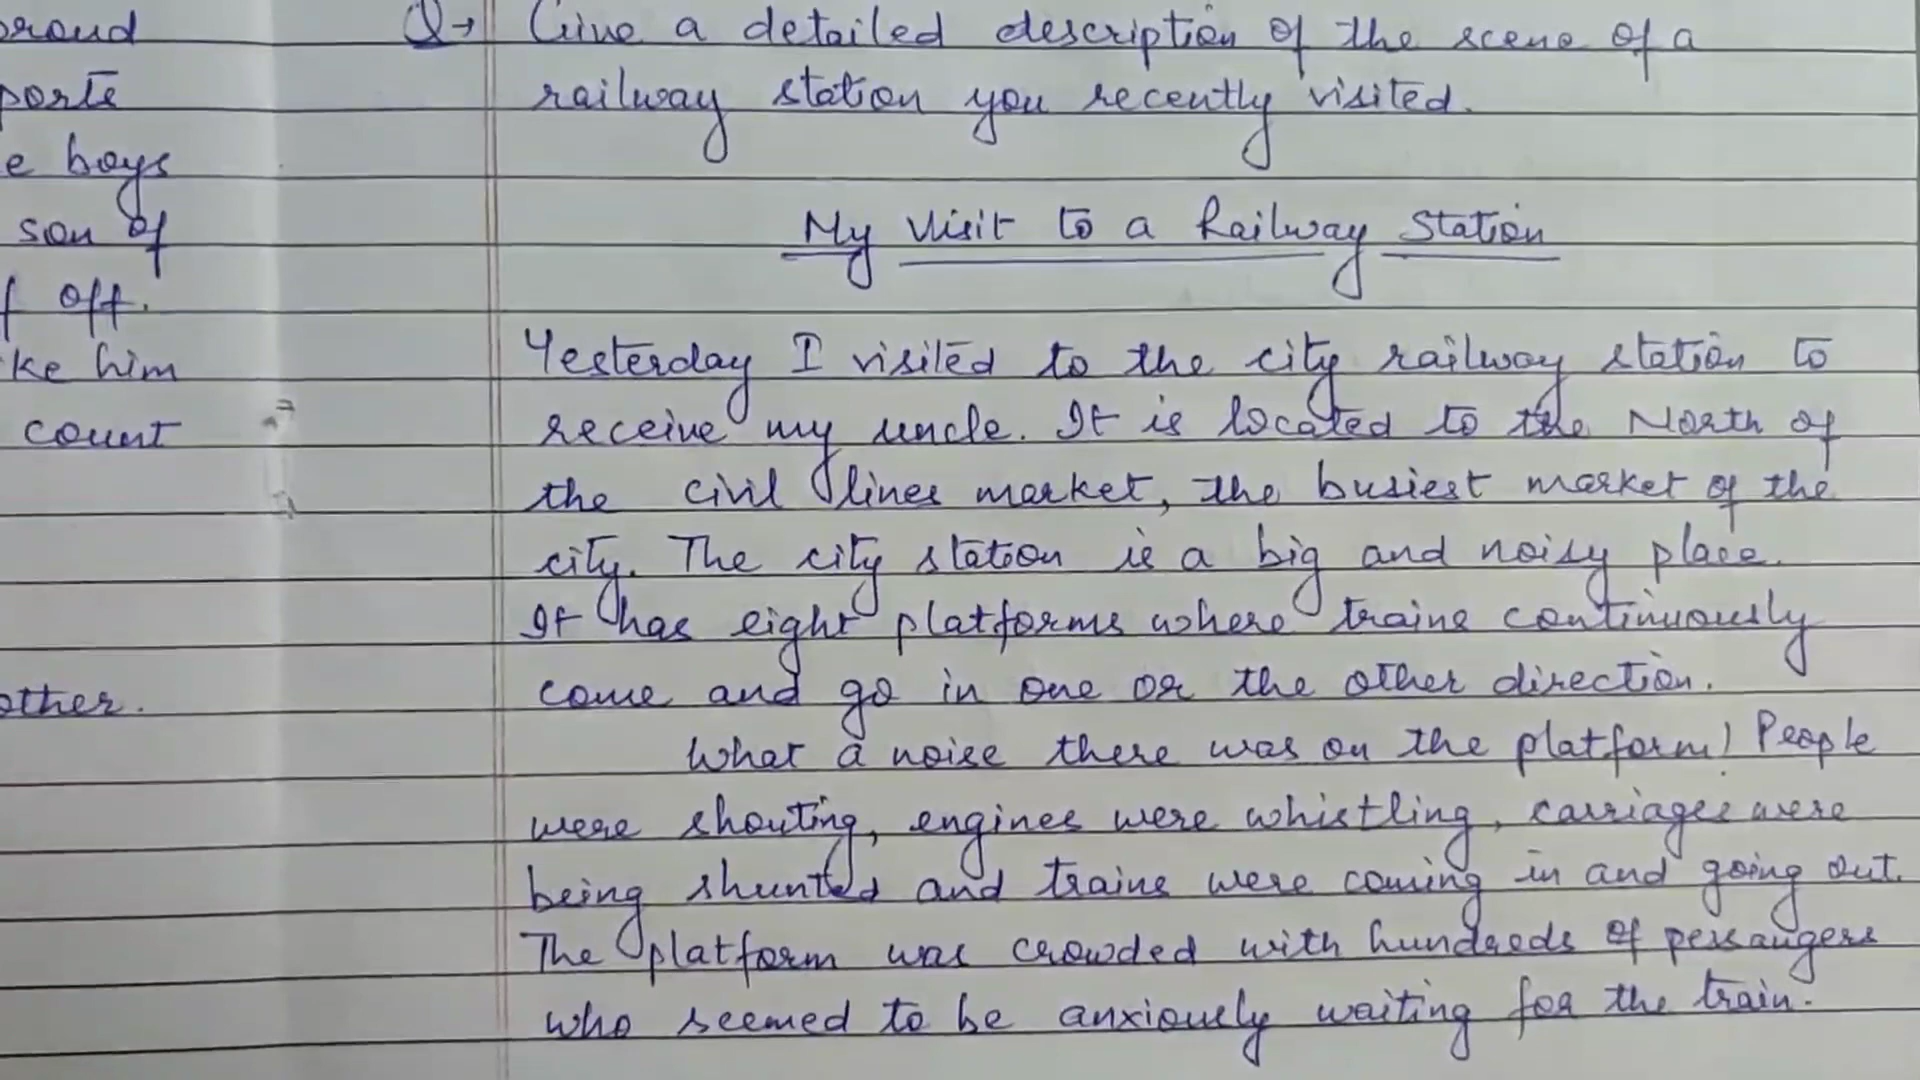 proud
porte
e boys
son of
f off.
ke him
count
other.
Q→ Give a detailed description of the scene of a
railway station you recently visited.
My Visit to a Railway Station
Yesterday I visited to the city railway station to
receive my uncle. It is located to the North of
the civil lines market, the busiest market of the
city. The city station is a big and noisy place.
It has eight platforms where trains continuously
come and go in one or the other direction.
What a noise there was on the platform! People
were shouting, engines were whistling, carriages were
being shunted and trains were coming in and going out.
The platform was crowded with hundreds of pessangers
who seemed to be anxiously waiting for the train.